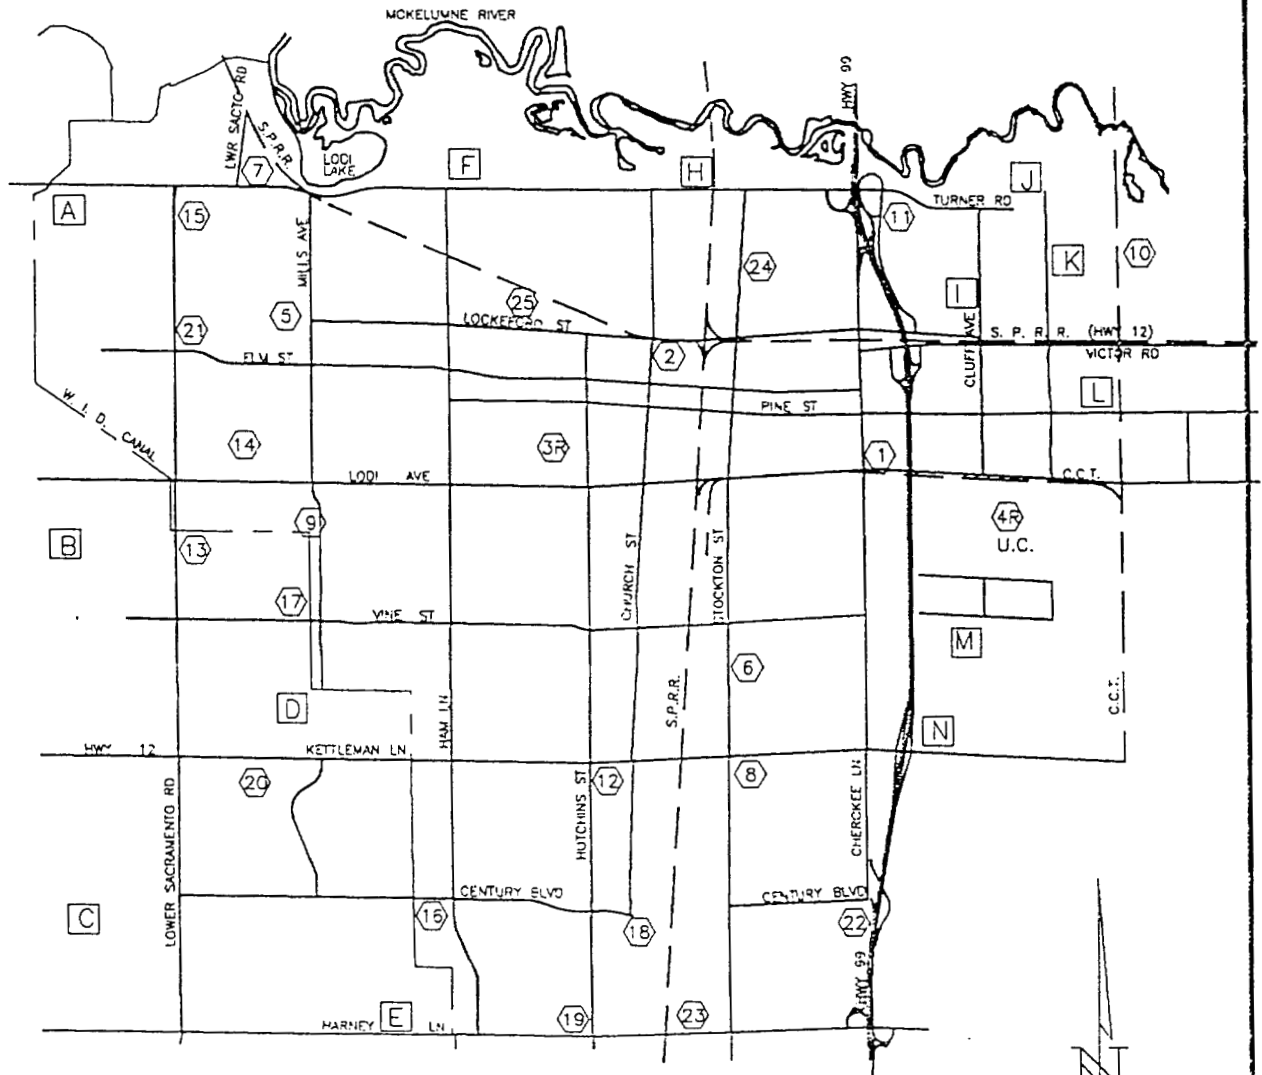 MOKELUMNE RIVER
HWY 99
LWR SACTO RD
S.P.R.R.
7
LODI
LAKE
F
H
J
TURNER RD
A
15
MILLS AVE
11
K
10
24
I
5
25
21
LOCKEFORD ST
S. P. R. R. (HWY 12)
VICTOR RD
ELM ST
2
CLUFF AVE
L
W. I. D. CANAL
PINE ST
14
3R
1
LODI AVE
C.C.T.
9
4R
U.C.
B
13
CHURCH ST
STOCKTON ST
17
VINE ST
M
6
D
HAM LN
S.P.R.R.
C.C.T.
N
HWY 12
KETTLEMAN LN
20
12
8
LOWER SACRAMENTO RD
HUTCHINS ST
CHEROKEE LN
CENTURY BLVD
CENTURY BLVD
C
16
18
22
HWY 99
E
19
23
HARNEY LN
N